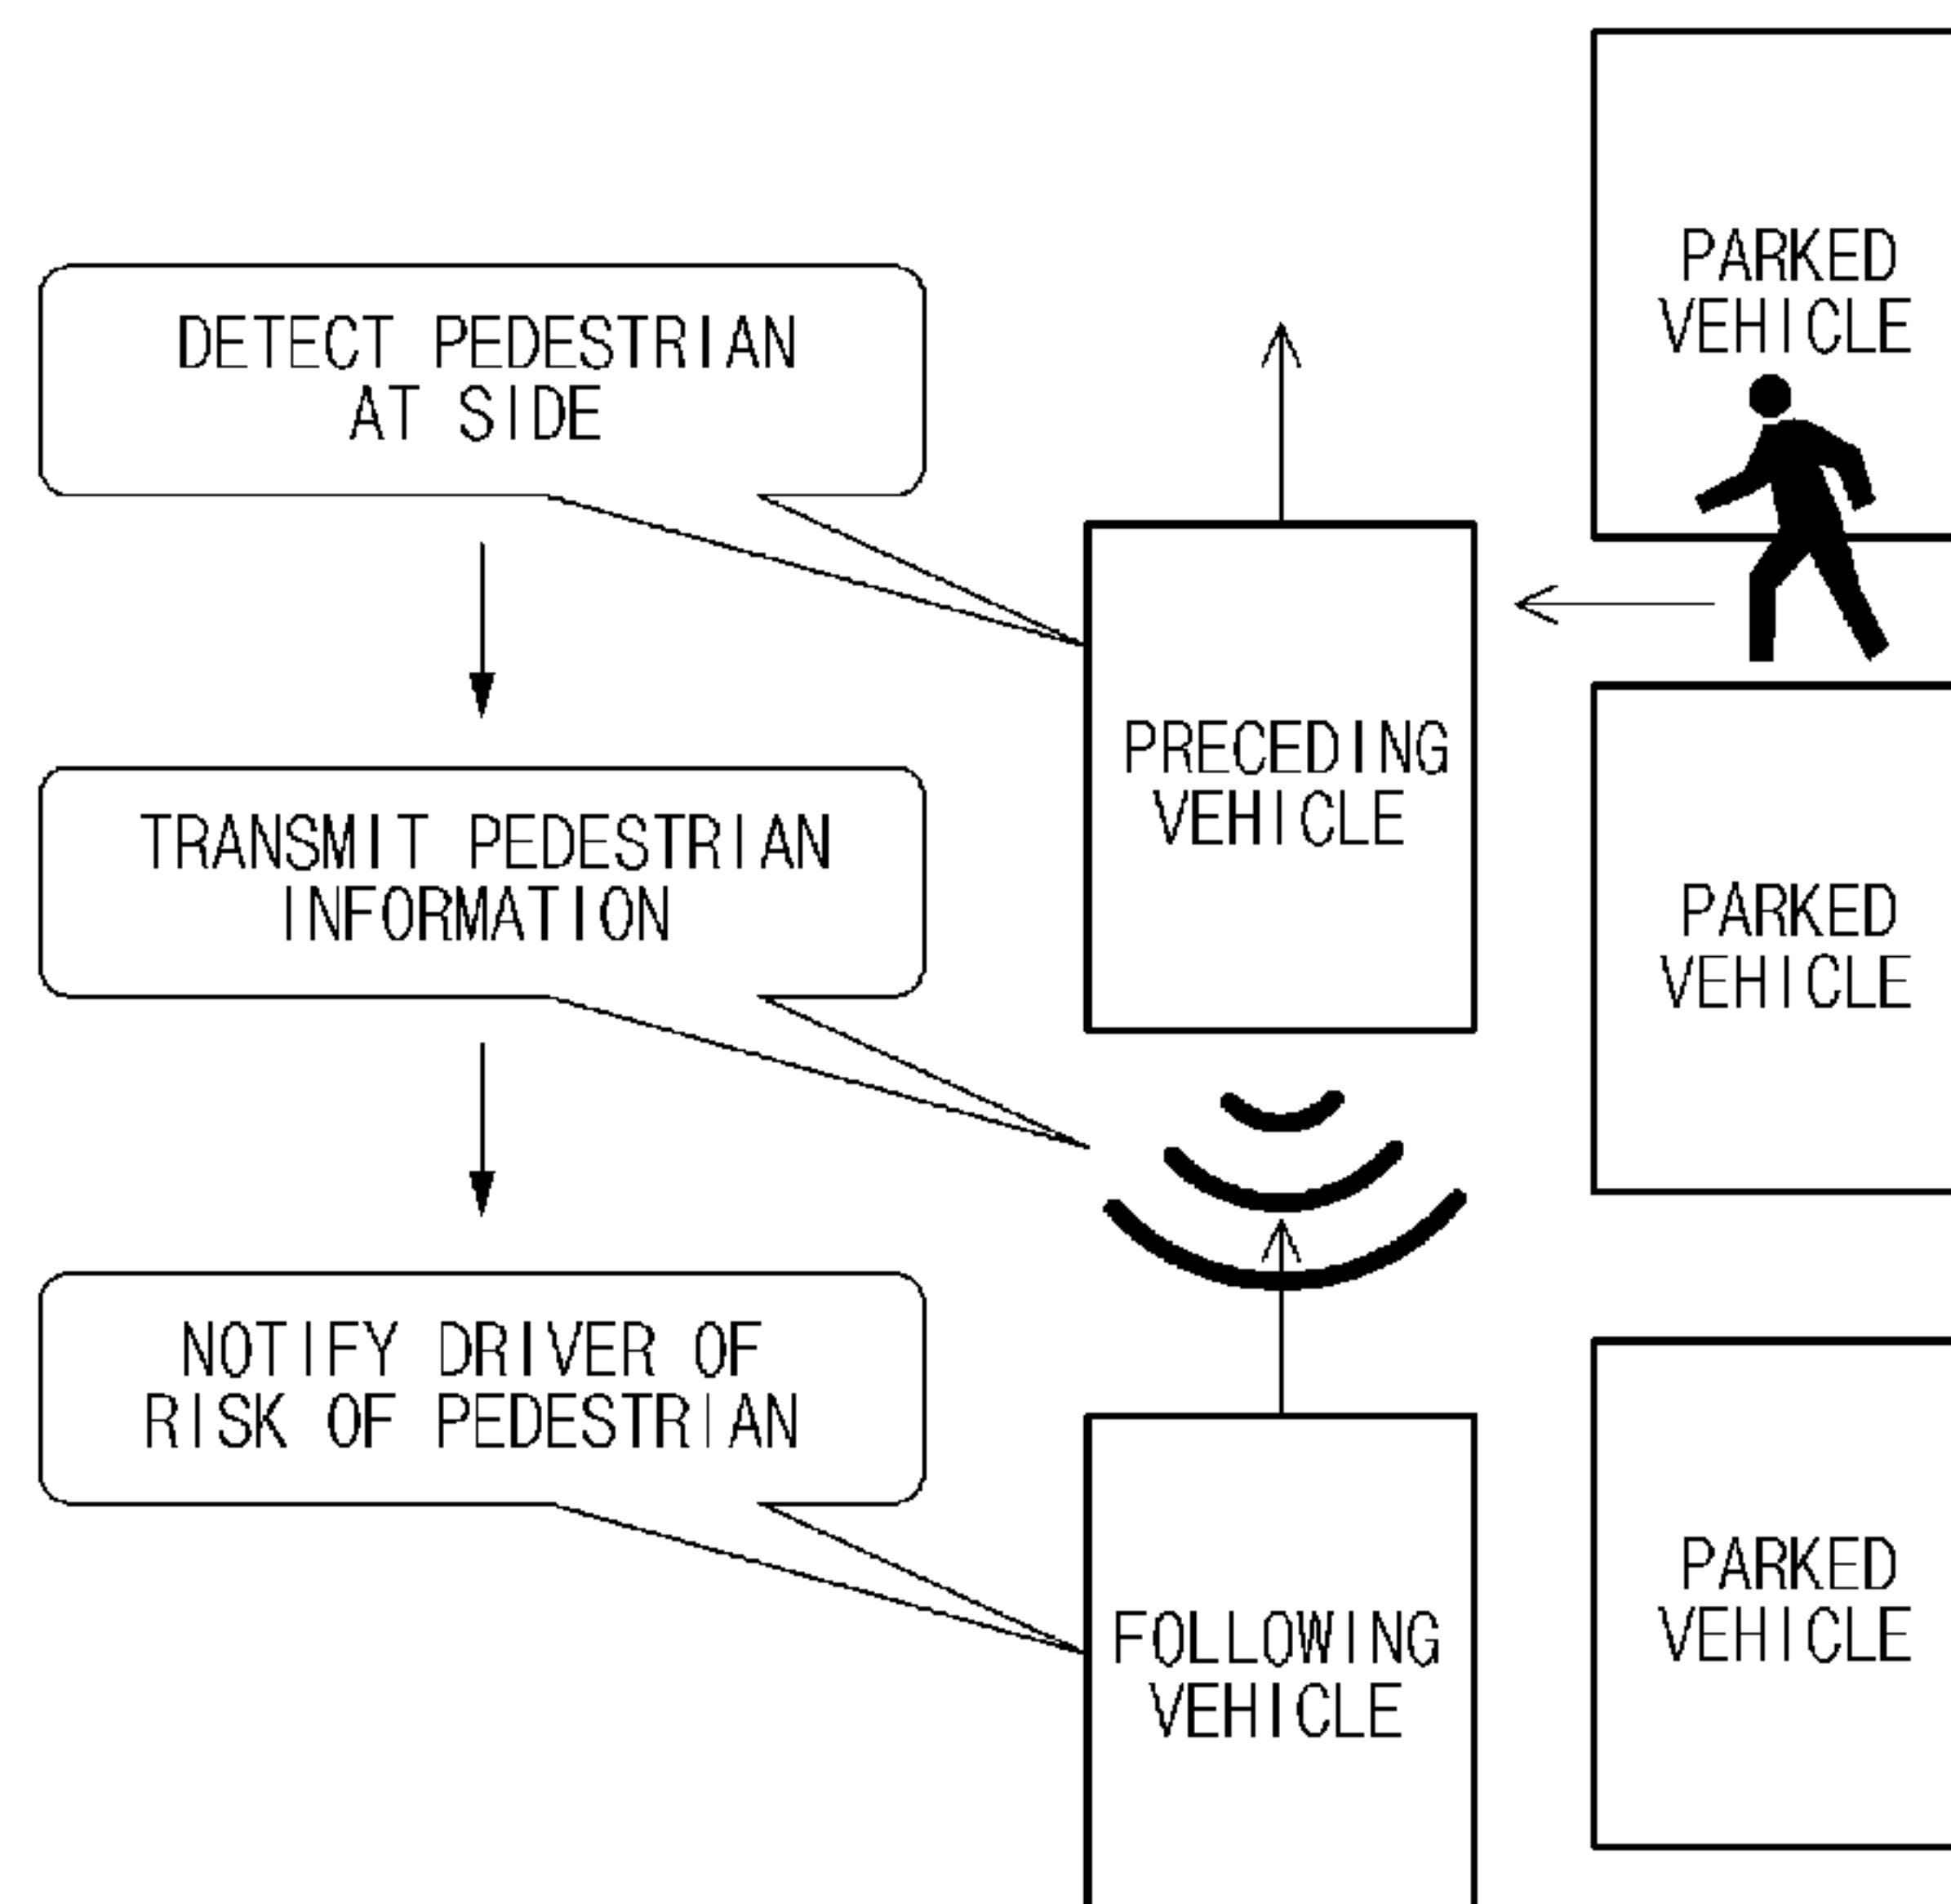 DETECT PEDESTRIAN
AT SIDE
TRANSMIT PEDESTRIAN
INFORMATION
NOTIFY DRIVER OF
RISK OF PEDESTRIAN
PRECEDING
VEHICLE
FOLLOWING
VEHICLE
PARKED
VEHICLE
PARKED
VEHICLE
PARKED
VEHICLE